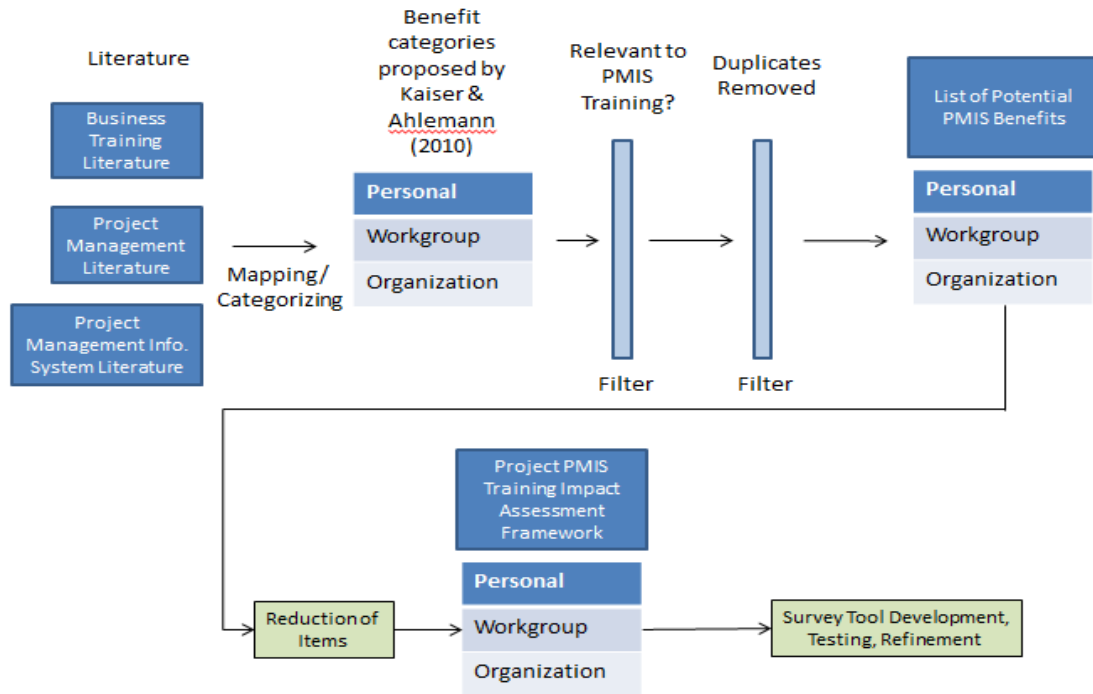 Literature
Business
Training
Literature
Project
Management
Literature
Project
Management Info.
System Literature
Mapping/
Categorizing
Benefit
categories
proposed by
Kaiser &
Ahlemann
(2010)
Personal
Workgroup
Organization
Relevant to
PMIS
Training?
Filter
Duplicates
Removed
Filter
List of Potential
PMIS Benefits
Personal
Workgroup
Organization
Reduction of
Items
Project PMIS
Training Impact
Assessment
Framework
Personal
Workgroup
Organization
Survey Tool Development,
Testing, Refinement